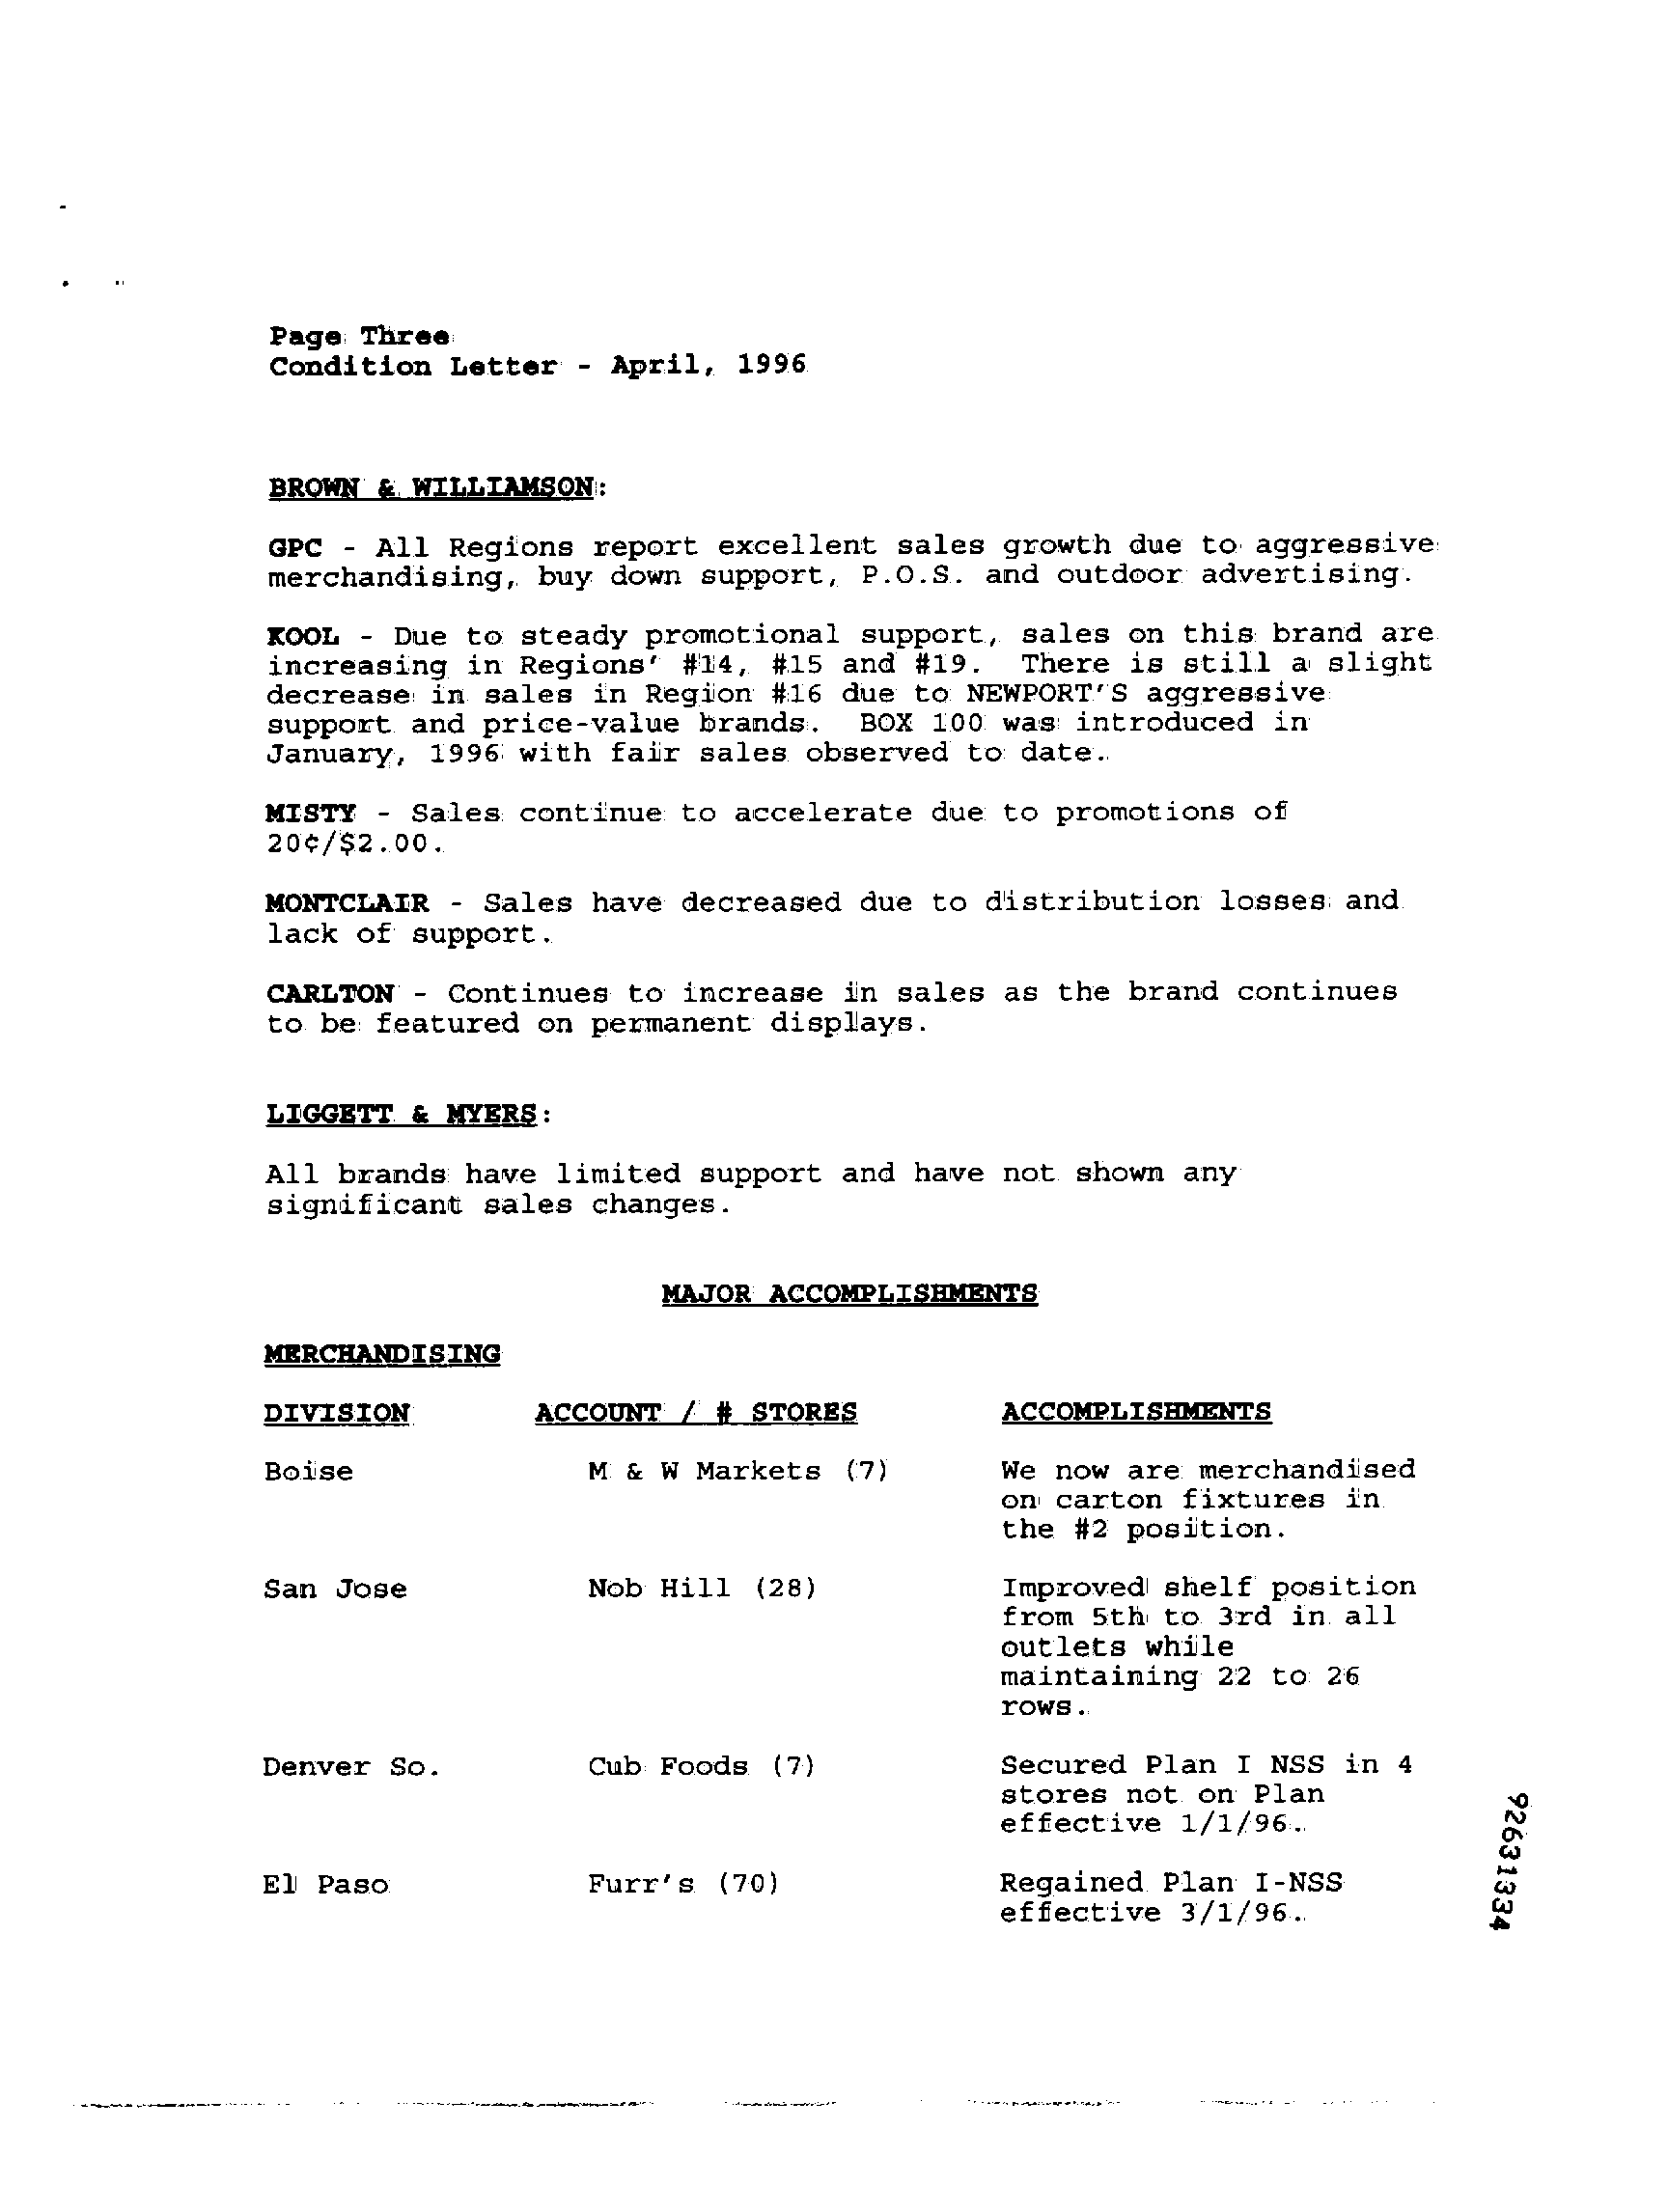 Page Three
Condition Letter - April, 1996
BROWN & WILLIAMSON:
GPC - All Regions report excellent sales growth due to aggressive
merchandising, buy down support, P.O.S. and outdoor advertising.
KOOL - Due to steady promotional support, sales on this brand are
increasing in Regions' #14, #15 and #19. There is still a slight
decrease in sales in Region #16 due to NEWPORT'S aggressive
support and price-value brands. BOX 100 was introduced in
January, 1996 with fair sales observed to date.
MISTY - Sales continue to accelerate due to promotions of
20¢/$2.00.
MONTCLAIR - Sales have decreased due to distribution losses and
lack of support.
CARLTON - Continues to increase in sales as the brand continues
to be featured on permanent displays.
LIGGETT & MYERS:
All brands have limited support and have not shown any
significant sales changes.
MAJOR ACCOMPLISHMENTS
MERCHANDISING
DIVISION ACCOUNT / # STORES ACCOMPLISHMENTS
Boise M & W Markets (7) We now are merchandised
on carton fixtures in
the #2 position.
San Jose Nob Hill (28) Improved shelf position
from 5th to 3rd in all
outlets while
maintaining 22 to 26
rows.
Denver So. Cub Foods (7) Secured Plan I NSS in 4
stores not on Plan
effective 1/1/96.
El Paso Furr's (70) Regained Plan I-NSS
effective 3/1/96.
92631334